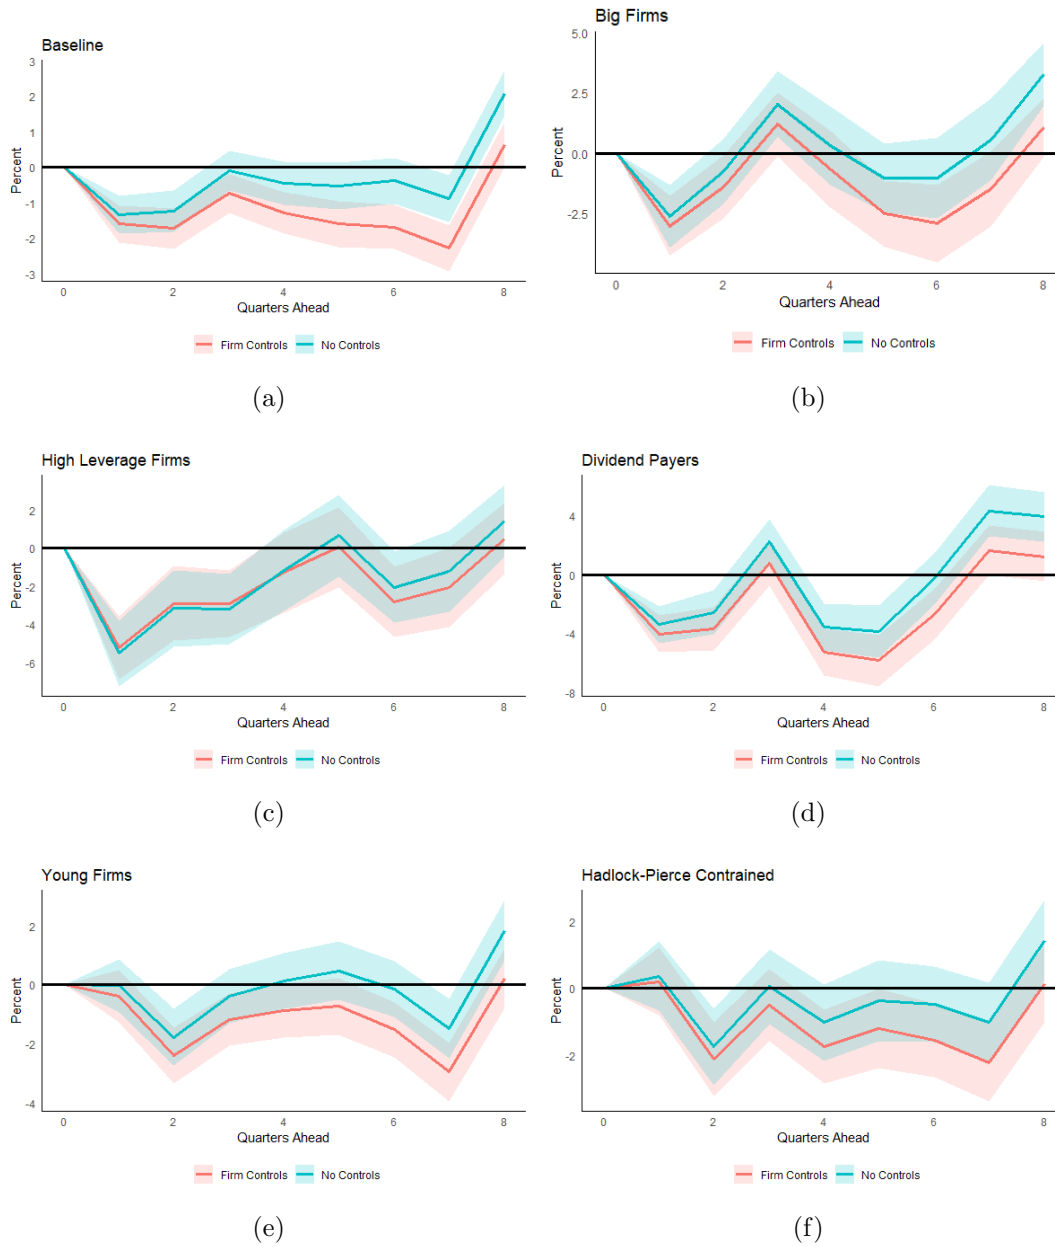 Baseline
Percent
3
2
1
0
-1
-2
-3
0 2 4 6 8
Quarters Ahead
Firm Controls No Controls
(a)
Big Firms
Percent
5.0
2.5
0.0
-2.5
0 2 4 6 8
Quarters Ahead
Firm Controls No Controls
(b)
High Leverage Firms
Percent
2
0
-2
-4
-6
0 2 4 6 8
Quarters Ahead
Firm Controls No Controls
(c)
Dividend Payers
Percent
4
0
-4
-8
0 2 4 6 8
Quarters Ahead
Firm Controls No Controls
(d)
Young Firms
Percent
2
0
-2
-4
0 2 4 6 8
Quarters Ahead
Firm Controls No Controls
(e)
Hadlock-Pierce Contrained
Percent
2
0
-2
0 2 4 6 8
Quarters Ahead
Firm Controls No Controls
(f)